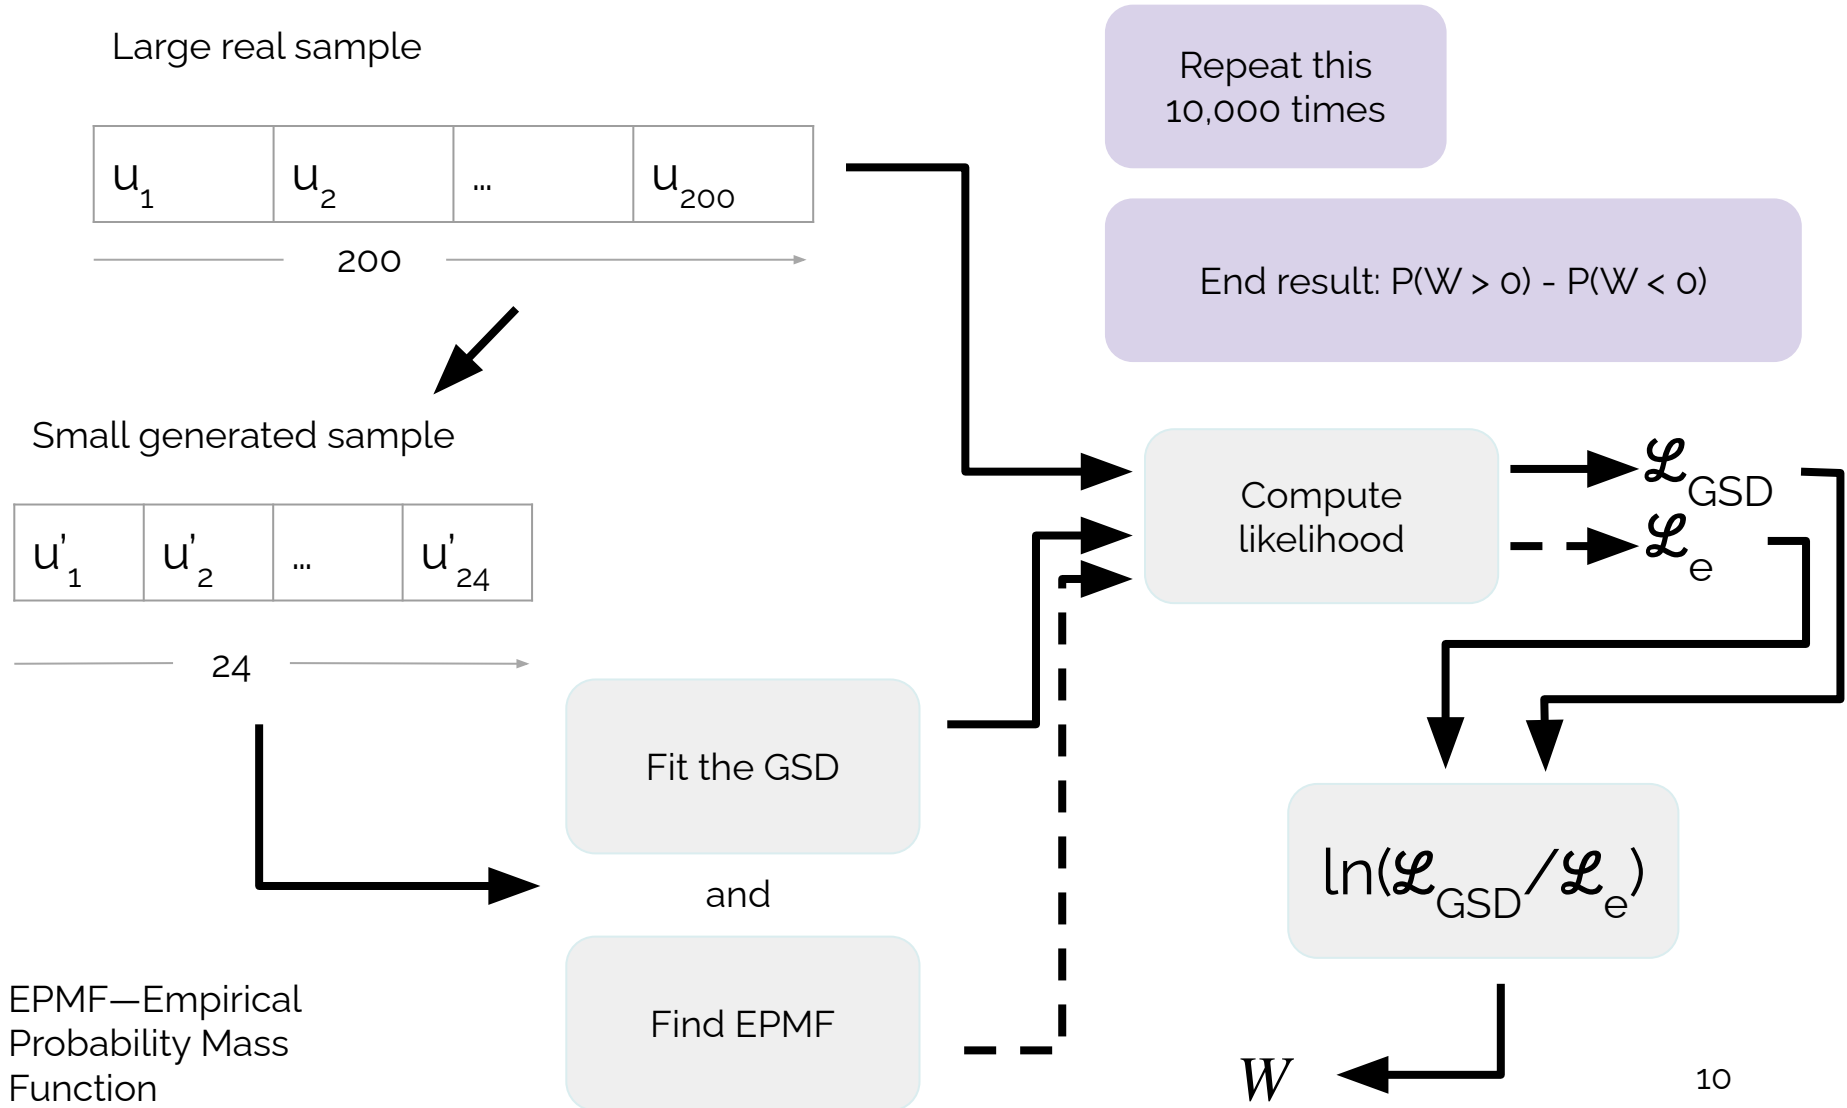 Large real sample
u1 u2 ... u200
200
Small generated sample
u’1 u’2 ... u’24
24
Fit the GSD
and
Find EPMF
EPMF—Empirical
Probability Mass
Function
Repeat this
10,000 times
End result: P(W > 0) - P(W < 0)
Compute
likelihood
ℒGSD
ℒe
ln(ℒGSD/ℒe)
W
10